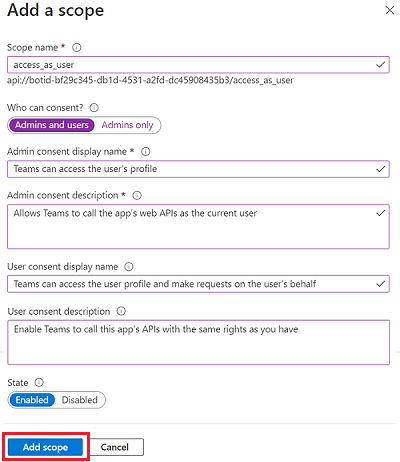 Add a scope
Scope name *
access_as_user
api://botid-bf29c345-db1d-4531-a2fd-dc45908435b3/access_as_user
Who can consent?
Admins and users Admins only
Admin consent display name *
Teams can access the user's profile
Admin consent description *
Allows Teams to call the app's web APIs as the current user
User consent display name
Teams can access the user profile and make requests on the user's behalf
User consent description
Enable Teams to call this app's APIs with the same rights as you have
State
Enabled Disabled
Add scope Cancel